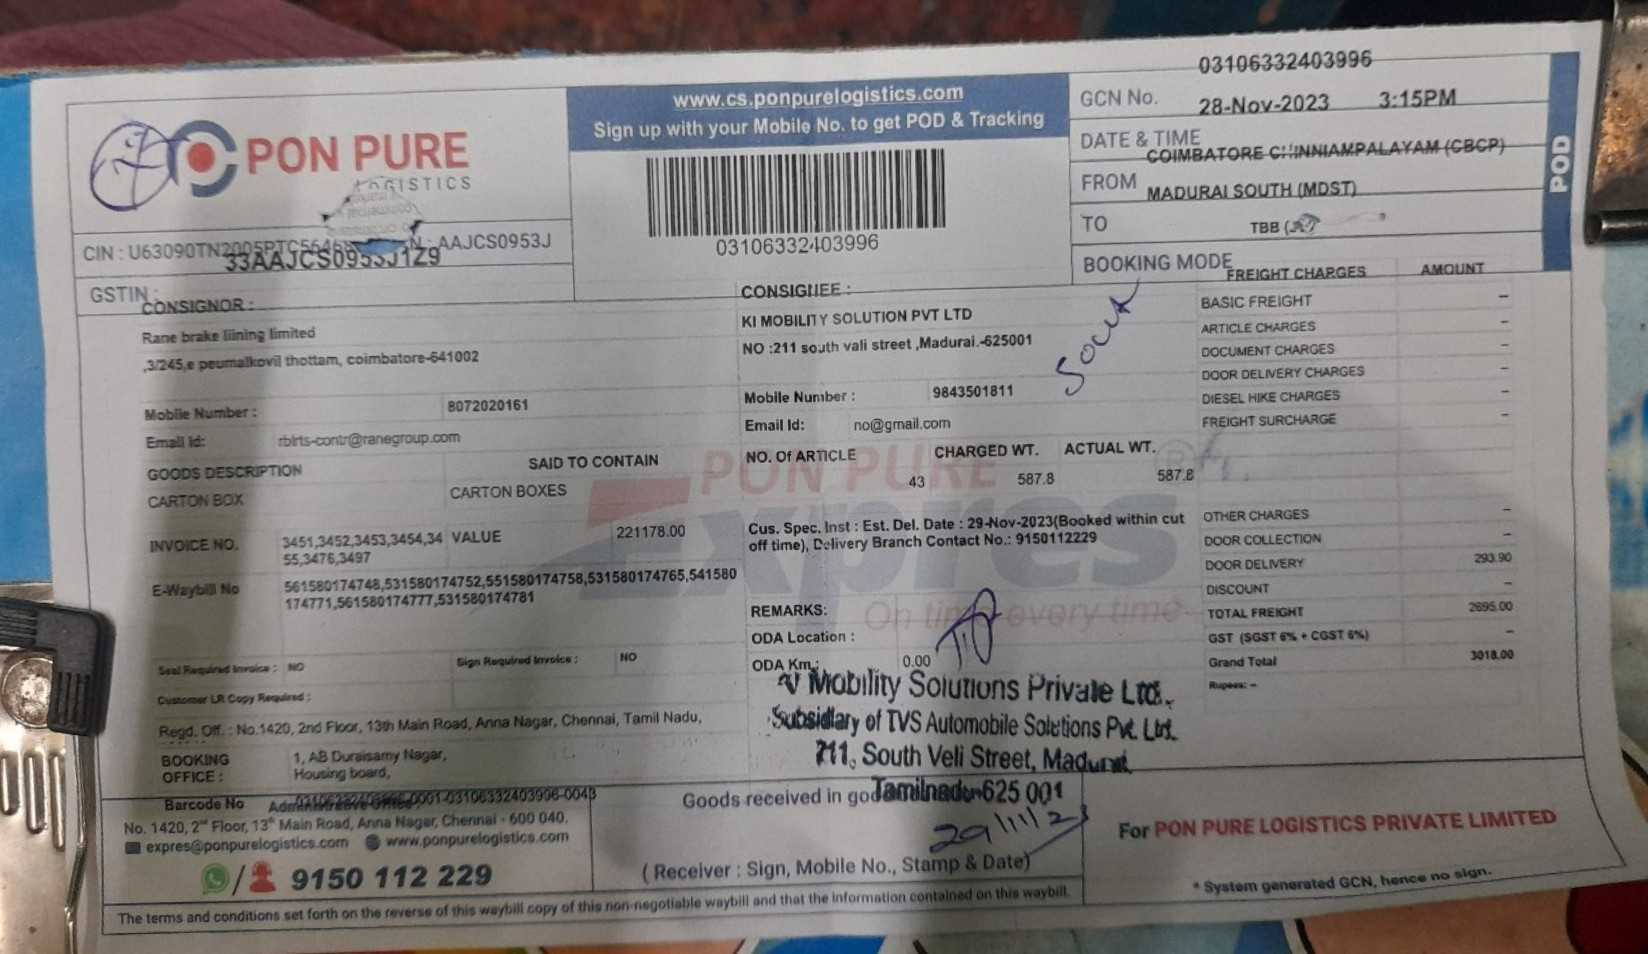 03106332403996
www.cs.ponpurelogistics.com
Sign up with your Mobile No. to get POD & Tracking
GCN No. 28-Nov-2023 3:15PM
PON PURE
LOGISTICS
DATE & TIME
COIMBATORE CHINNIAMPALAYAM (CBCP)
POD
FROM
MADURAI SOUTH (MDST)
03106332403996
TO TBB
CIN : U63090TN2005PTC5646 N : AAJCS0953J
33AAJCS0953J1Z9
BOOKING MODE
GSTIN :
CONSIGNOR :
CONSIGNEE :
FREIGHT CHARGES AMOUNT
Rane brake liining limited
,3/245,e peumalkovil thottam, coimbatore-641002
KI MOBILITY SOLUTION PVT LTD
NO :211 south vali street ,Madurai.-625001
BASIC FREIGHT –
ARTICLE CHARGES –
DOCUMENT CHARGES –
DOOR DELIVERY CHARGES –
DIESEL HIKE CHARGES –
FREIGHT SURCHARGE –
Mobile Number : 8072020161
Mobile Number : 9843501811
Email Id: rblrts-contr@ranegroup.com
Email Id: no@gmail.com
GOODS DESCRIPTION SAID TO CONTAIN NO. Of ARTICLE CHARGED WT. ACTUAL WT.
CARTON BOX CARTON BOXES 43 587.8 587.8
PON PURE
Expres
On time every time
INVOICE NO. 3451,3452,3453,3454,34 VALUE 221178.00
55,3476,3497
Cus. Spec. Inst : Est. Del. Date : 29-Nov-2023(Booked within cut
off time), Delivery Branch Contact No.: 9150112229
OTHER CHARGES –
DOOR COLLECTION –
DOOR DELIVERY 293.90
DISCOUNT –
TOTAL FREIGHT 2695.00
GST (SGST 6% + CGST 6%) –
Grand Total 3018.00
Rupees: –
E-Waybill No 561580174748,531580174752,551580174758,531580174765,541580
174771,561580174777,531580174781
REMARKS:
ODA Location :
ODA Km.: 0.00
Seal Required Invoice : NO Sign Required Invoice : NO
Customer LR Copy Required :
Mobility Solutions Private Ltd.,
Subsidiary of TVS Automobile Solutions Pvt. Ltd.
211, South Veli Street, Madurai
Tamilnadu-625 001
Regd. Off. : No.1420, 2nd Floor, 13th Main Road, Anna Nagar, Chennai, Tamil Nadu,
BOOKING OFFICE : 1, AB Duraisamy Nagar,
Housing board,
Barcode No 03106332403996-0001-03106332403996-0043
Administrative Office :
No. 1420, 2nd Floor, 13th Main Road, Anna Nagar, Chennai - 600 040.
expres@ponpurelogistics.com www.ponpurelogistics.com
/ 9150 112 229
Goods received in go
29/11/23
( Receiver : Sign, Mobile No., Stamp & Date)
For PON PURE LOGISTICS PRIVATE LIMITED
* System generated GCN, hence no sign.
The terms and conditions set forth on the reverse of this waybill copy of this non-negotiable waybill and that the information contained on this waybill.